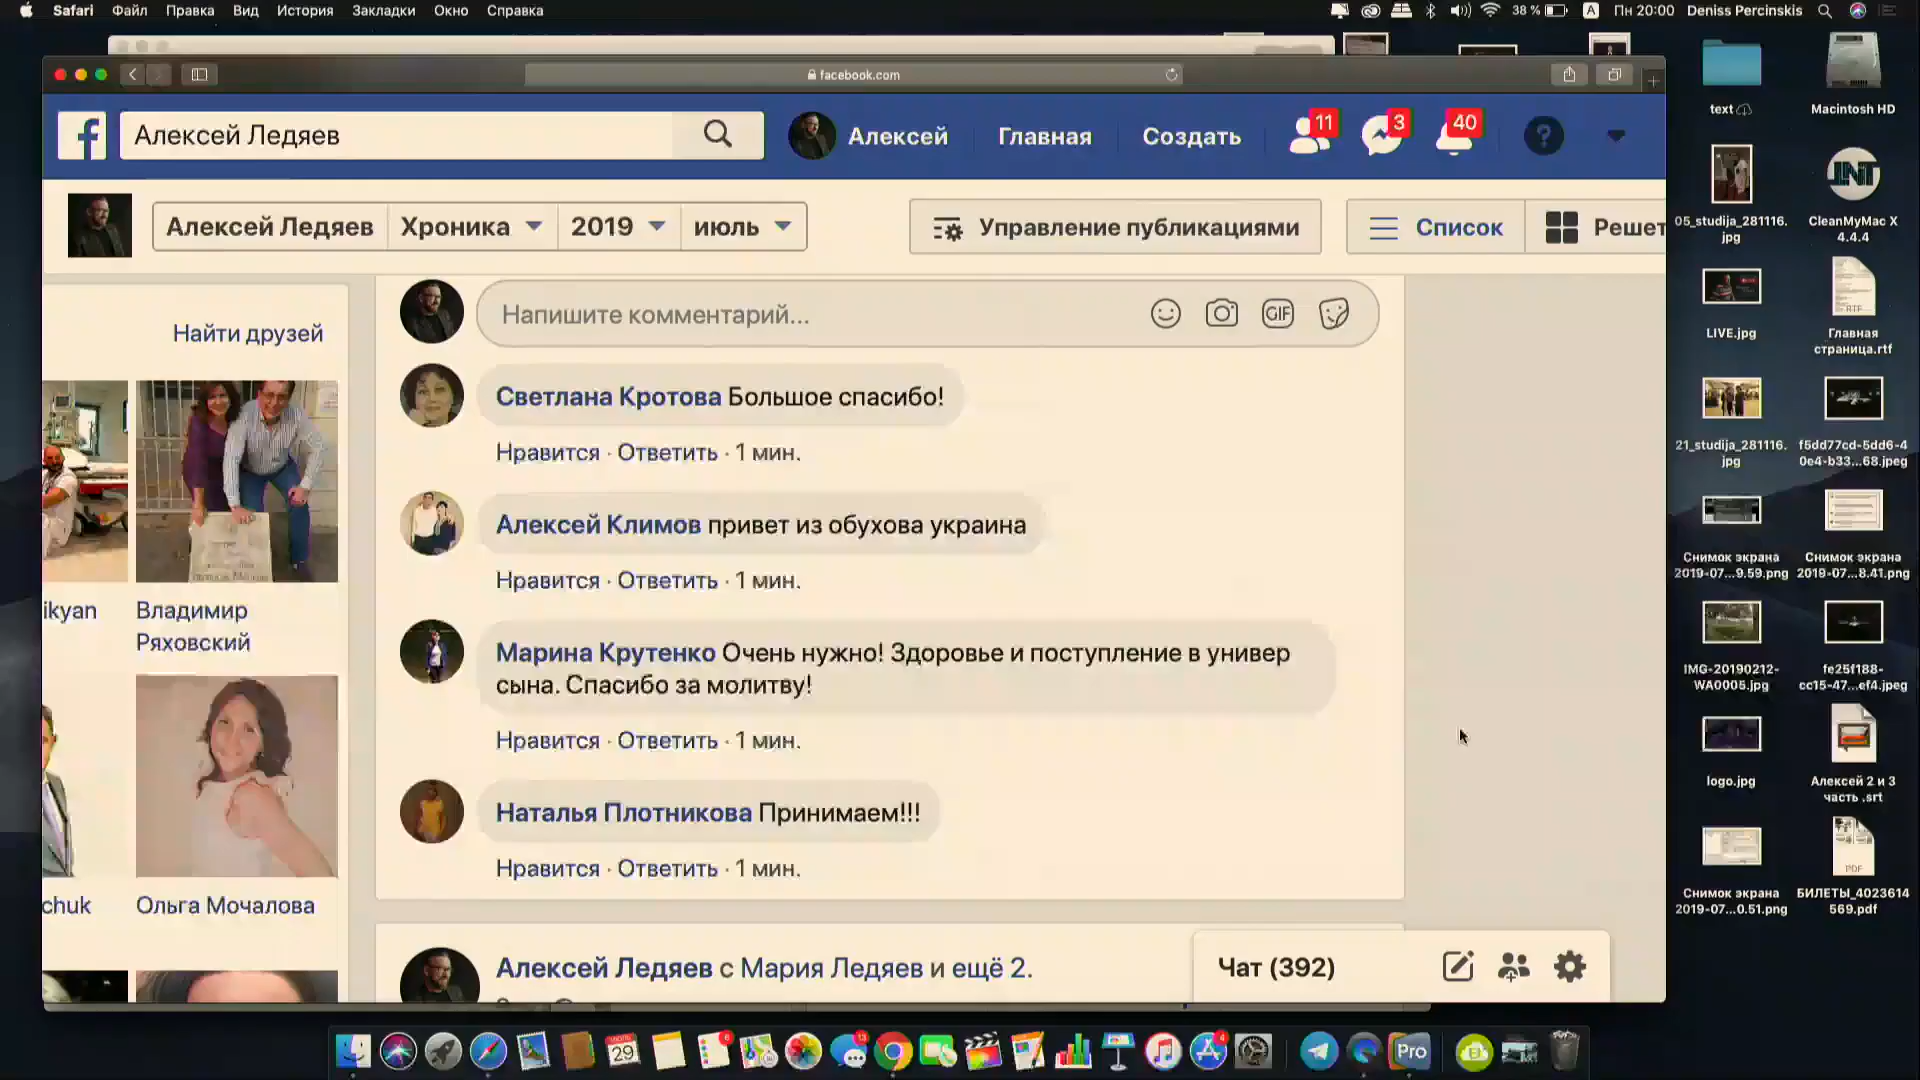 Safari Файл Правка Вид История Закладки Окно Справка
38 % A Пн 20:00 Deniss Percinskis
facebook.com
Алексей Ледяев
Алексей Главная Создать 11 3 40 ?
Алексей Ледяев Хроника 2019 июль
Управление публикациями
Список Решет
Найти друзей
Напишите комментарий...
GIF
Светлана Кротова Большое спасибо!
Нравится · Ответить · 1 мин.
Алексей Климов привет из обухова украина
Нравится · Ответить · 1 мин.
ikyan
Владимир
Ряховский
Марина Крутенко Очень нужно! Здоровье и поступление в универ
сына. Спасибо за молитву!
Нравится · Ответить · 1 мин.
Наталья Плотникова Принимаем!!!
Нравится · Ответить · 1 мин.
chuk
Ольга Мочалова
Алексей Ледяев с Мария Ледяев и ещё 2.
Чат (392)
text
Macintosh HD
05_studija_281116.
jpg
CleanMyMac X
4.4.4
LIVE.jpg
Главная
страница.rtf
21_studija_281116.
jpg
f5dd77cd-5dd6-4
0e4-b33...68.jpeg
Снимок экрана
2019-07...9.59.png
Снимок экрана
2019-07...8.41.png
IMG-20190212-
WA0005.jpg
fe25f188-
cc15-47...ef4.jpeg
logo.jpg
Алексей 2 и 3
часть .srt
Снимок экрана
2019-07...0.51.png
PDF
БИЛЕТЫ_4023614
569.pdf
29
Pro